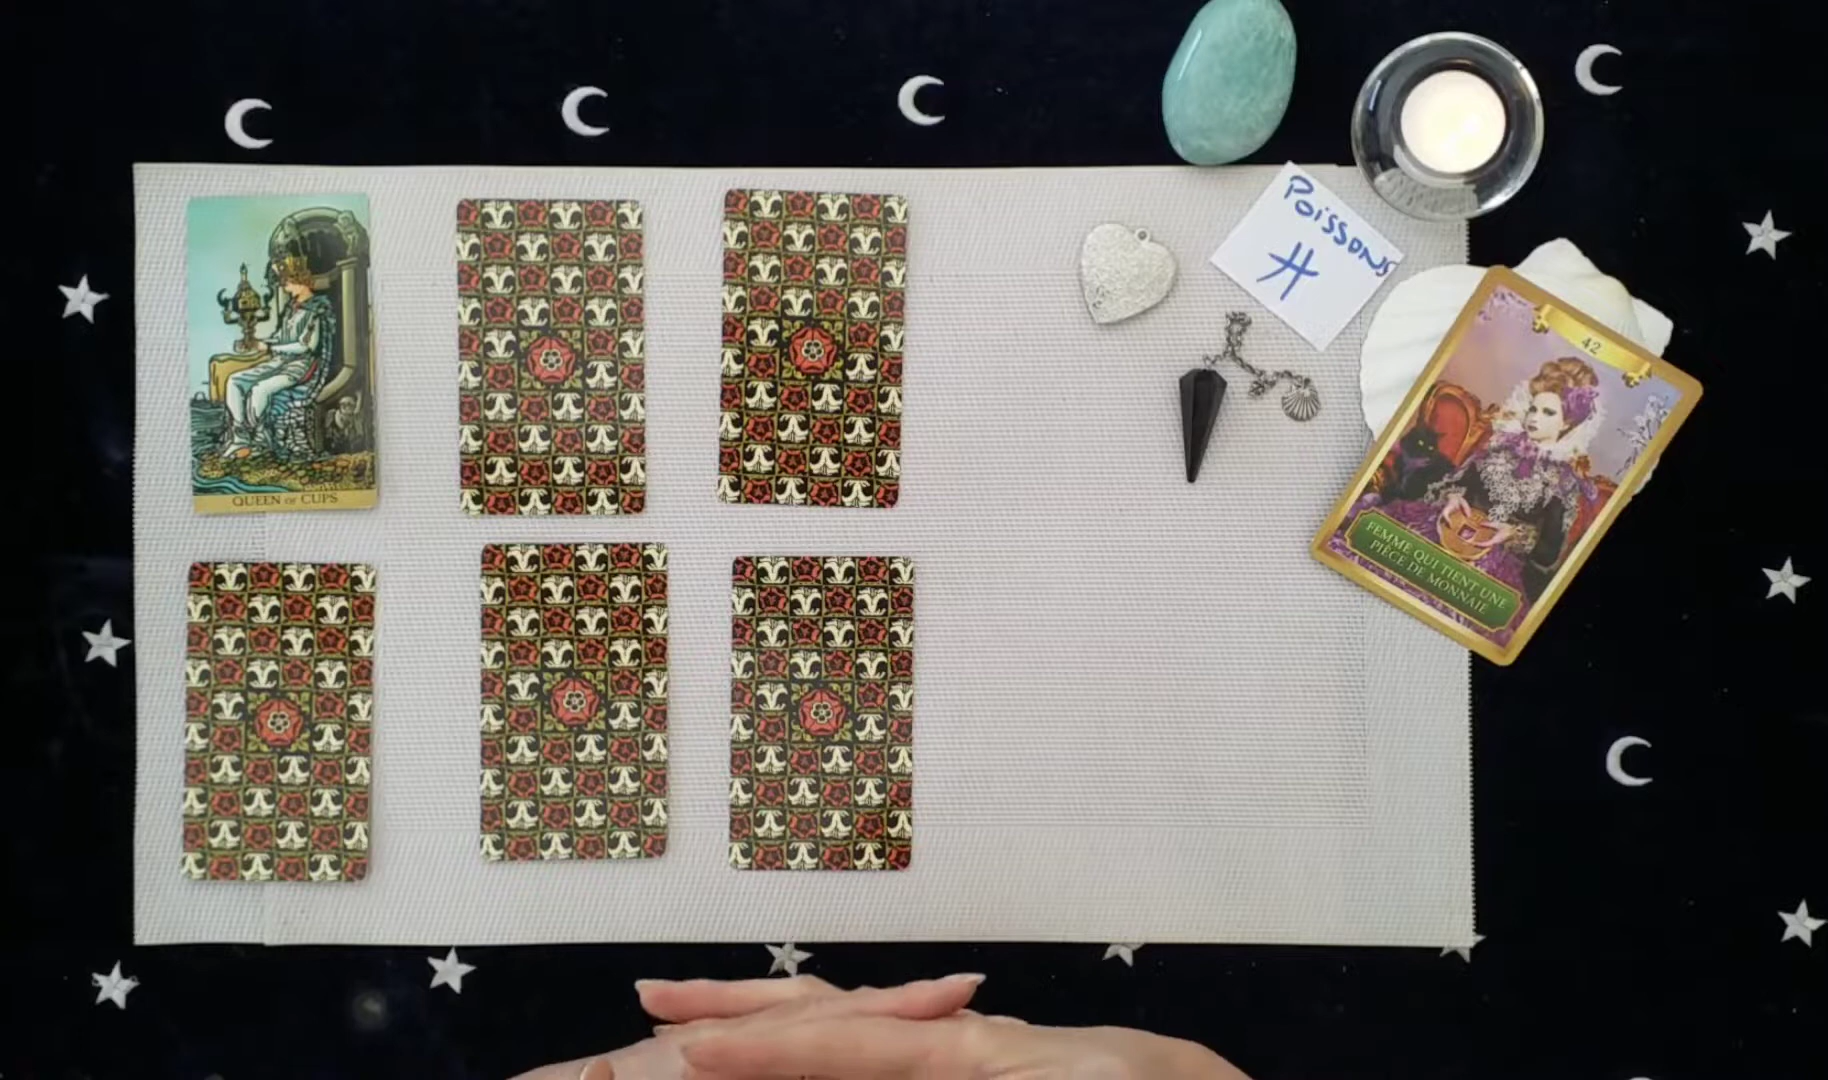 QUEEN OF CUPS
Poissons
42
FEMME QUI TIENT UNE
PIÈCE DE MONNAIE